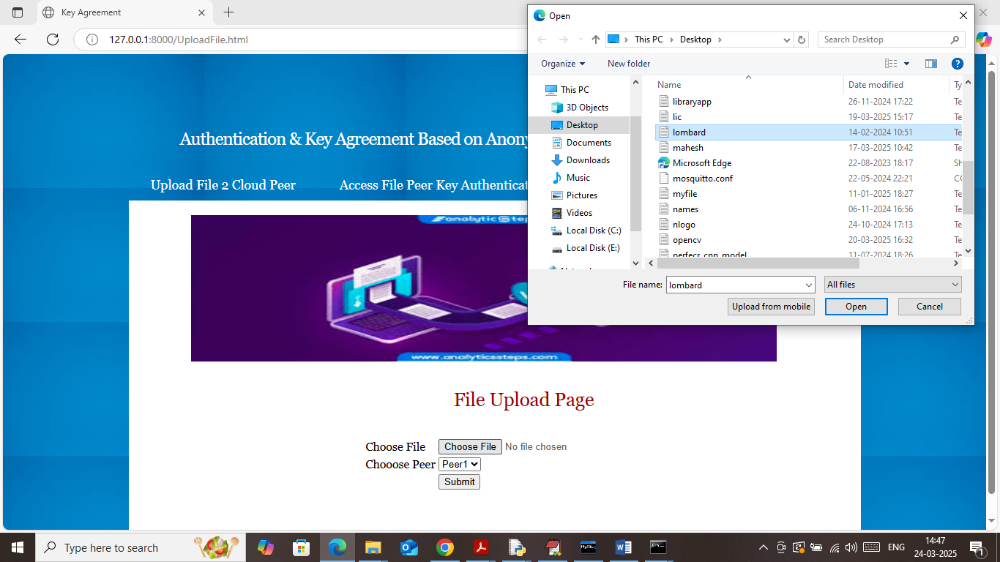 Key Agreement
127.0.0.1:8000/UploadFile.html
Authentication & Key Agreement Based on Anony
Upload File 2 Cloud Peer
Access File Peer Key Authenticat
www.analyticssteps.com
File Upload Page
Choose File
Choose File No file chosen
Chooose Peer Peer1
Submit
Open
This PC
Desktop
Search Desktop
Organize
New folder
This PC
3D Objects
Desktop
Documents
Downloads
Music
Pictures
Videos
Local Disk (C:)
Local Disk (E:)
Name Date modified Ty
libraryapp 26-11-2024 17:22 Te
lic 19-03-2025 15:17 Te
lombard 14-02-2024 10:51 Te
mahesh 17-03-2025 10:42 Te
Microsoft Edge 22-08-2023 18:17 Sh
mosquitto.conf 22-05-2024 22:21 CO
myfile 11-01-2025 18:27 Te
names 06-11-2024 16:56 Te
nlogo 24-10-2024 17:13 Te
opencv 20-03-2025 16:32 Te
perfecr_cnn_model 11-07-2024 18:26 Te
File name: lombard
All files
Upload from mobile
Open
Cancel
Type here to search
ENG
14:47
24-03-2025
1